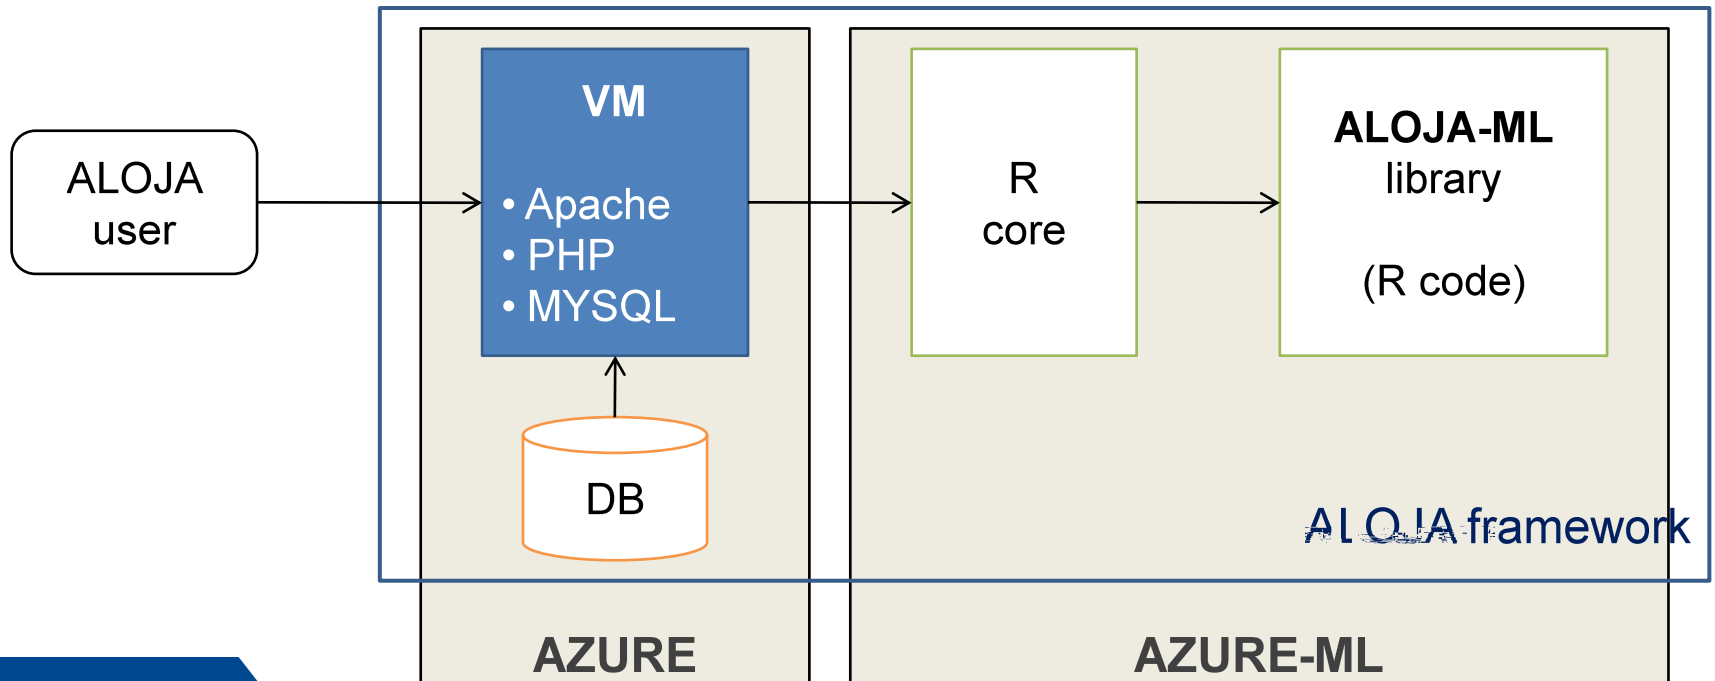 ALOJA
user
VM
• Apache
• PHP
• MYSQL
DB
R
core
ALOJA-ML
library
(R code)
ALOJA framework
AZURE
AZURE-ML